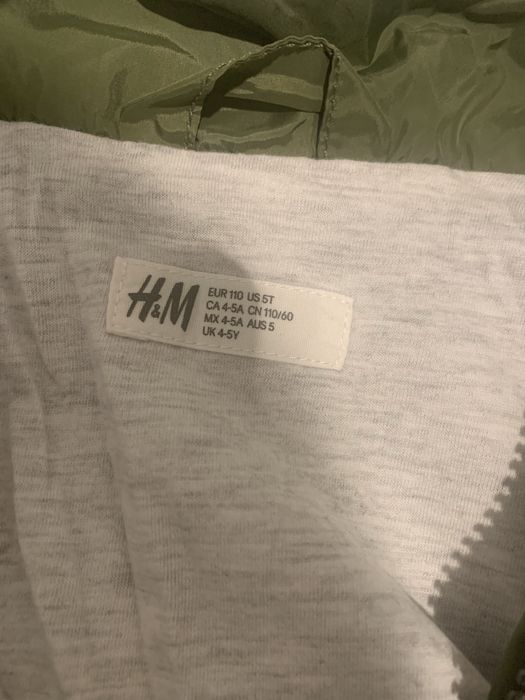 H&M
EUR 110 US 5T
CA 4-5A CN 110/60
MX 4-5A AUS 5
UK 4-5Y